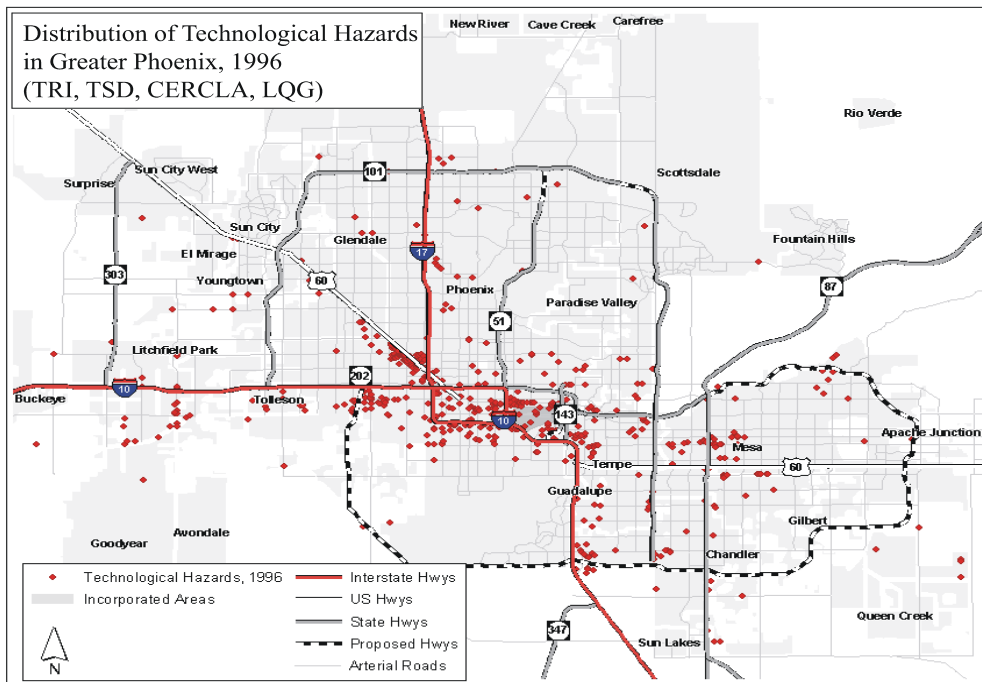 Distribution of Technological Hazards
in Greater Phoenix, 1996
(TRI, TSD, CERCLA, LQG)
New River
Cave Creek
Carefree
Rio Verde
Sun City West
Surprise
101
Scottsdale
Sun City
Glendale
17
Fountain Hills
El Mirage
303
Youngtown
60
Phoenix
87
Paradise Valley
51
Litchfield Park
202
10
Buckeye
Tolleson
10
143
Mesa
Apache Junction
Tempe
60
Guadalupe
Gilbert
Avondale
Goodyear
Chandler
Queen Creek
347
Sun Lakes
Technological Hazards, 1996
Incorporated Areas
N
Interstate Hwys
US Hwys
State Hwys
Proposed Hwys
Arterial Roads